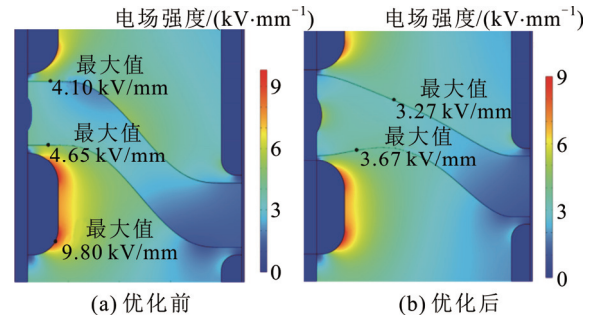 电场强度/(kV·mm⁻¹)
最大值
4.10 kV/mm
最大值
4.65 kV/mm
最大值
9.80 kV/mm
9
6
3
0
(a) 优化前
电场强度/(kV·mm⁻¹)
最大值
3.27 kV/mm
最大值
3.67 kV/mm
9
6
3
0
(b) 优化后